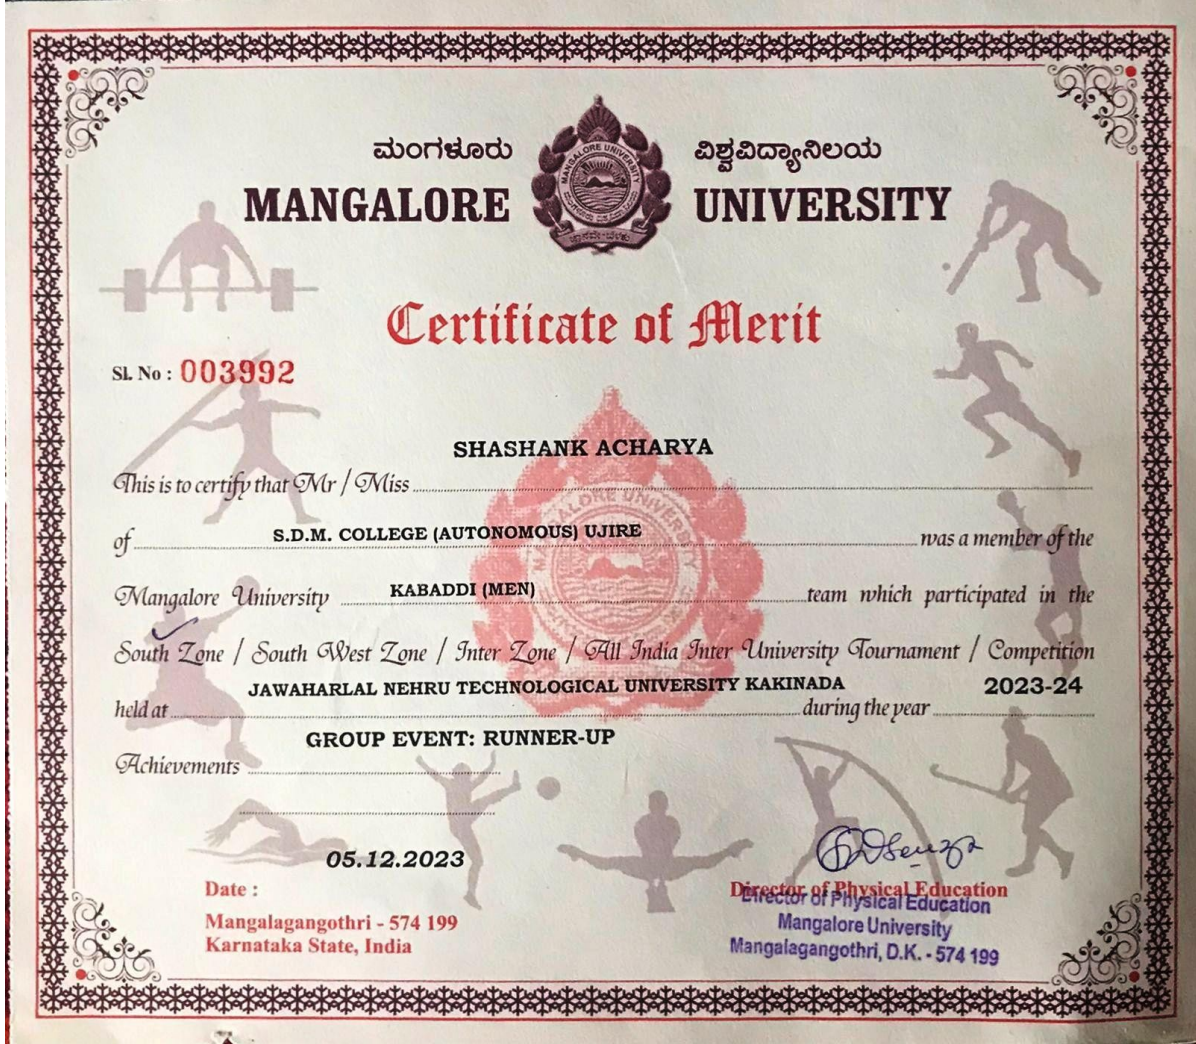 ಮಂಗಳೂರು ವಿಶ್ವವಿದ್ಯಾನಿಲಯ
MANGALORE UNIVERSITY
MANGALORE UNIVERSITY
ಜ್ಞಾನವೇ ಬೆಳಕು
Certificate of Merit
Sl. No : 003992
SHASHANK ACHARYA
This is to certify that Mr / Miss
of S.D.M. COLLEGE (AUTONOMOUS) UJIRE was a member of the
Mangalore University KABADDI (MEN) team which participated in the
South Zone / South West Zone / Inter Zone / All India Inter University Tournament / Competition
held at JAWAHARLAL NEHRU TECHNOLOGICAL UNIVERSITY KAKINADA during the year 2023-24
GROUP EVENT: RUNNER-UP
Achievements
05.12.2023
Date :
Mangalagangothri - 574 199
Karnataka State, India
Director of Physical Education
Director of Physical Education
Mangalore University
Mangalagangothri, D.K. - 574 199